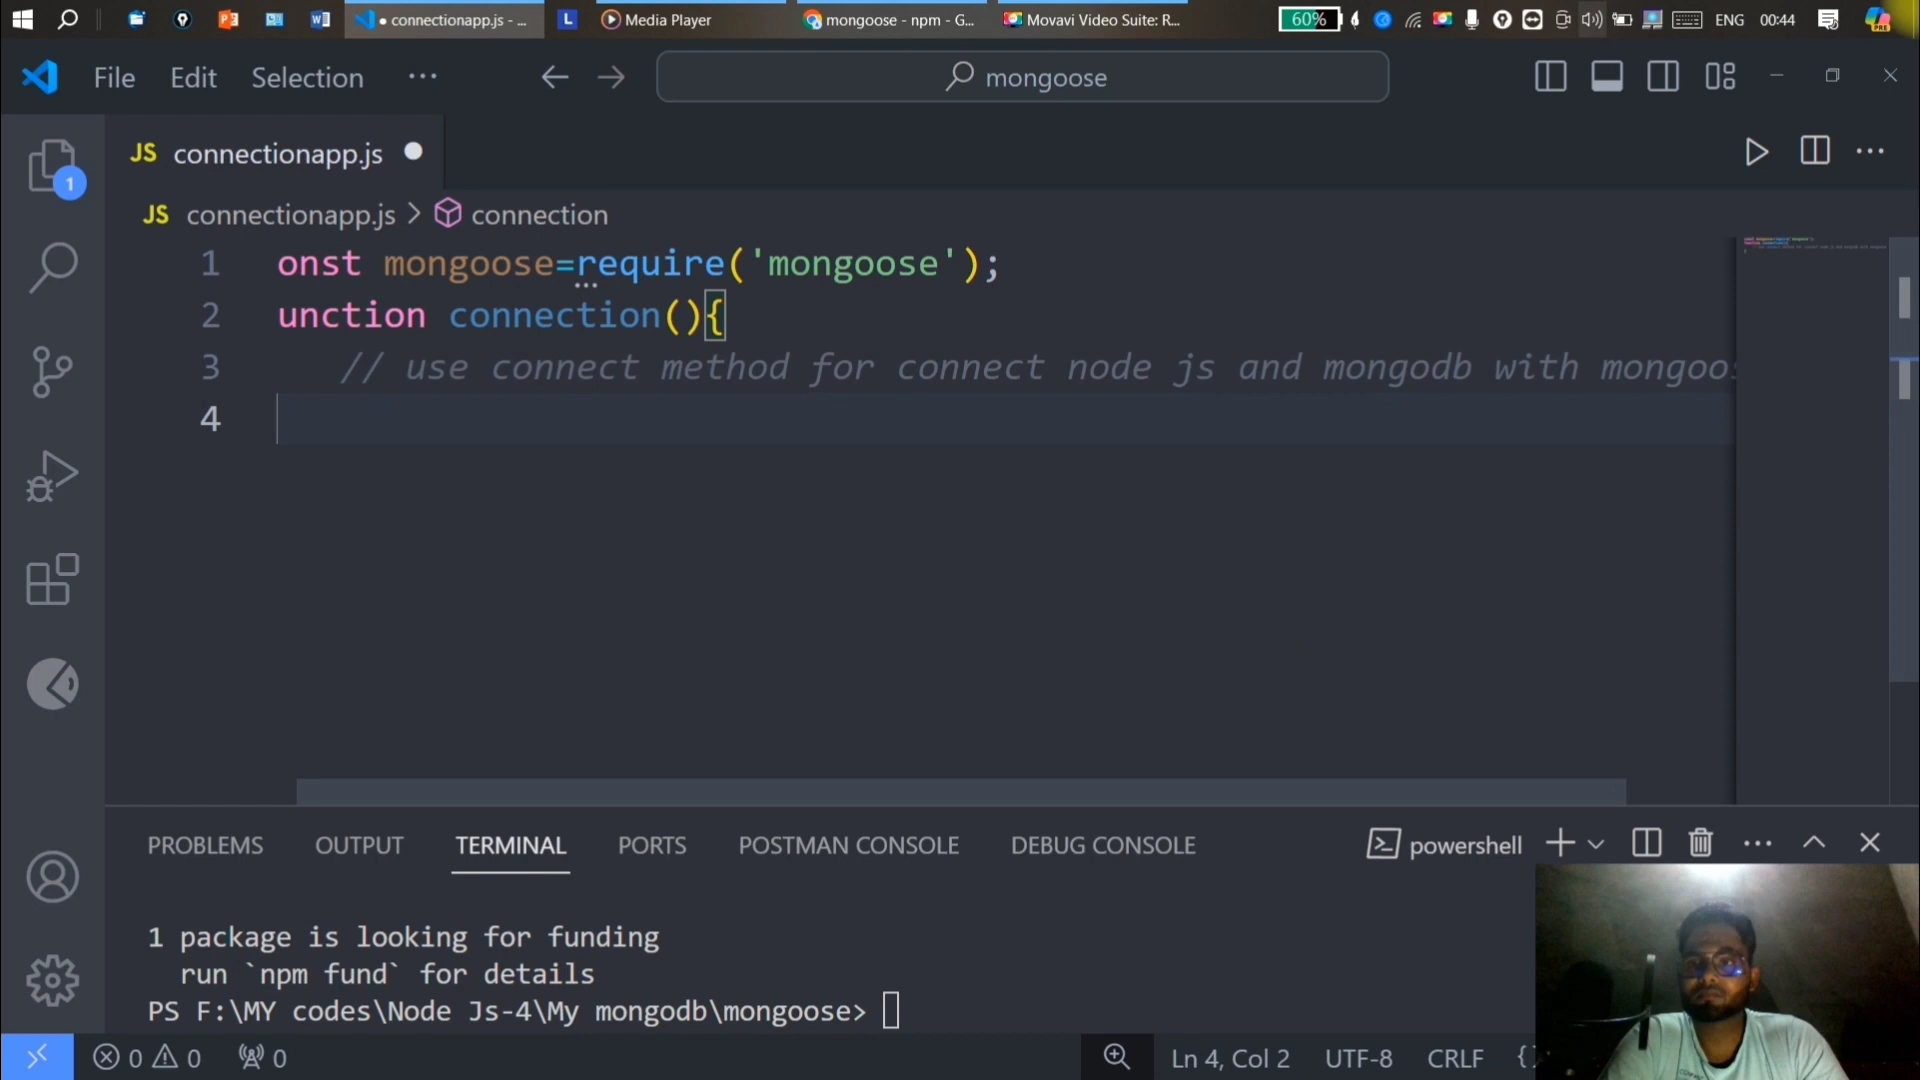 connectionapp.js - ...
L
Media Player
mongoose - npm - G...
Movavi Video Suite: R...
60%
ENG
00:44
File
Edit
Selection
...
mongoose
JS connectionapp.js
JS connectionapp.js > connection
1
1 onst mongoose=require('mongoose');
2 unction connection(){
3 // use connect method for connect node js and mongodb with mongoos
4
PROBLEMS
OUTPUT
TERMINAL
PORTS
POSTMAN CONSOLE
DEBUG CONSOLE
powershell
1 package is looking for funding
run `npm fund` for details
PS F:\MY codes\Node Js-4\My mongodb\mongoose>
0
0
0
Ln 4, Col 2
UTF-8
CRLF
{